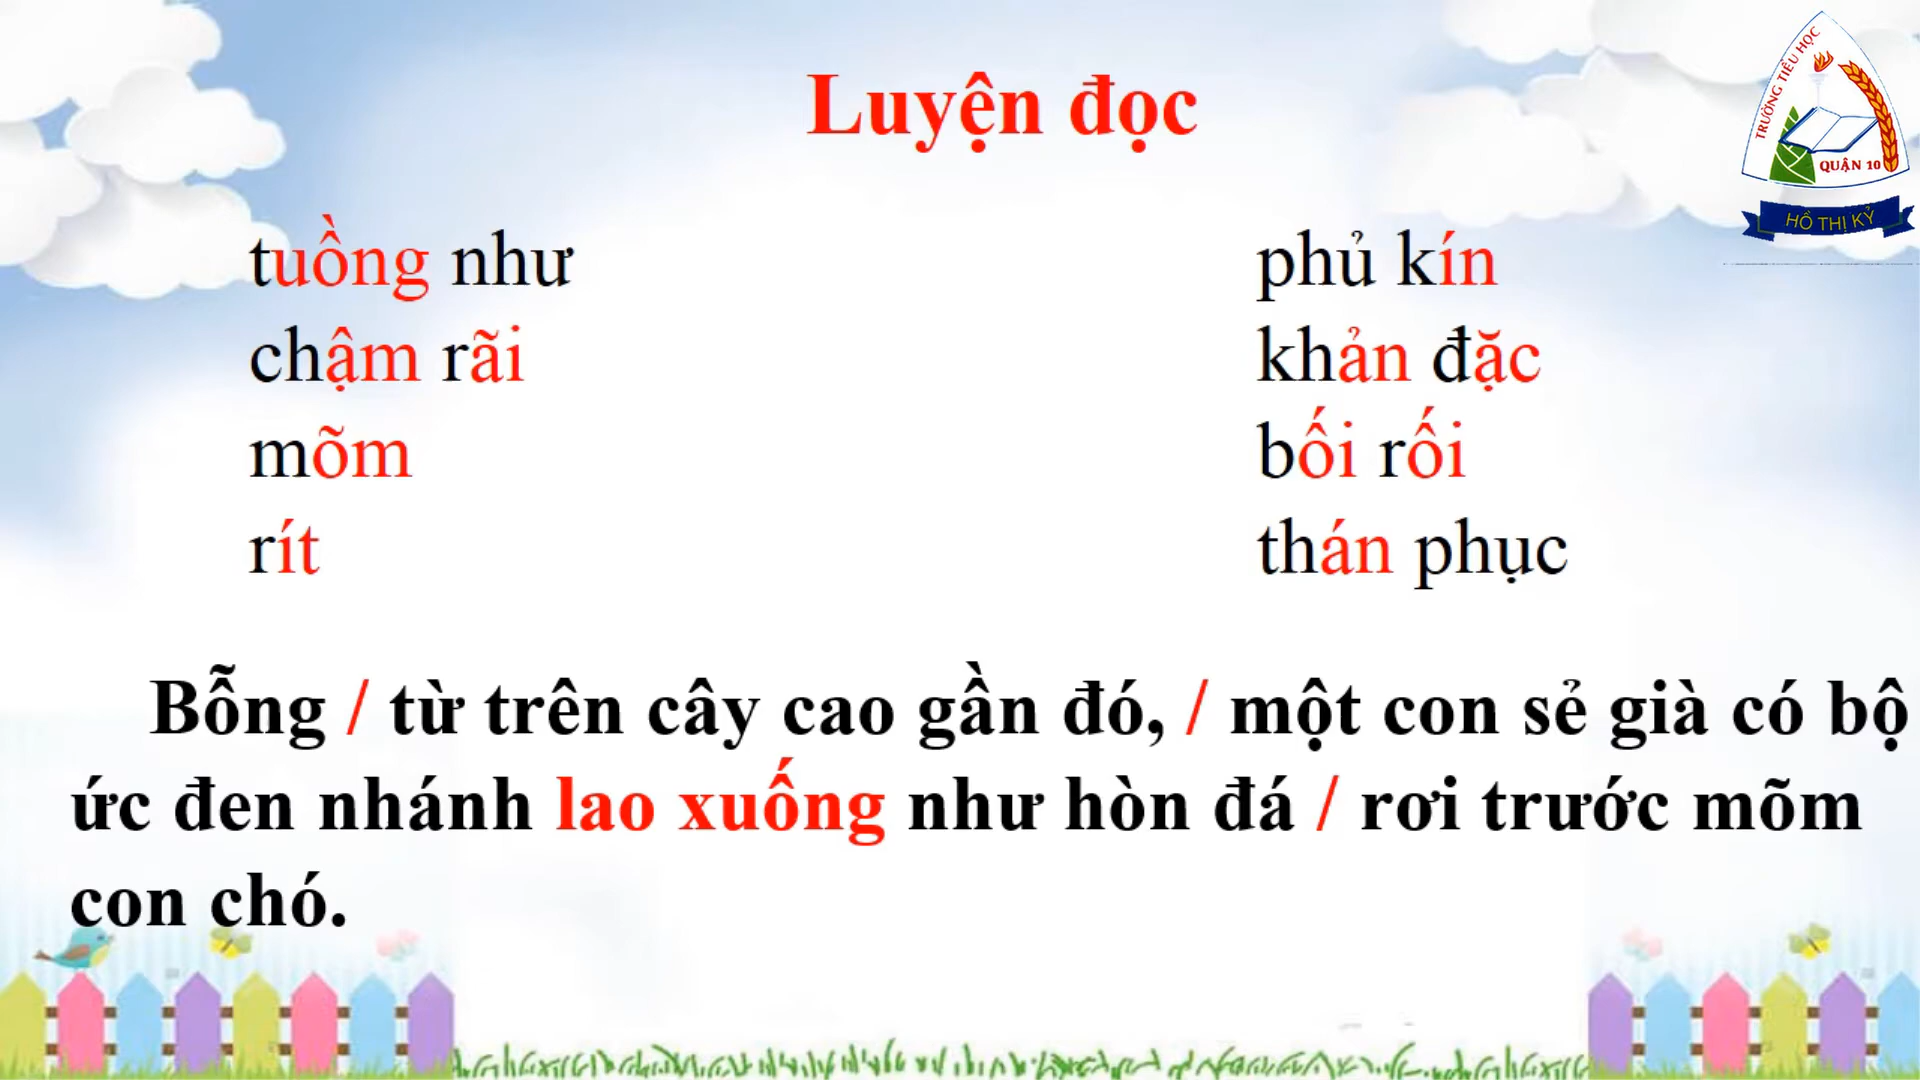 Luyện đọc
TRƯỜNG TIỂU HỌC
QUẬN 10
HỒ THỊ KỶ
tuồng như
chậm rãi
mõm
rít
phủ kín
khản đặc
bối rối
thán phục
Bỗng / từ trên cây cao gần đó, / một con sẻ già có bộ
ức đen nhánh lao xuống như hòn đá / rơi trước mõm
con chó.